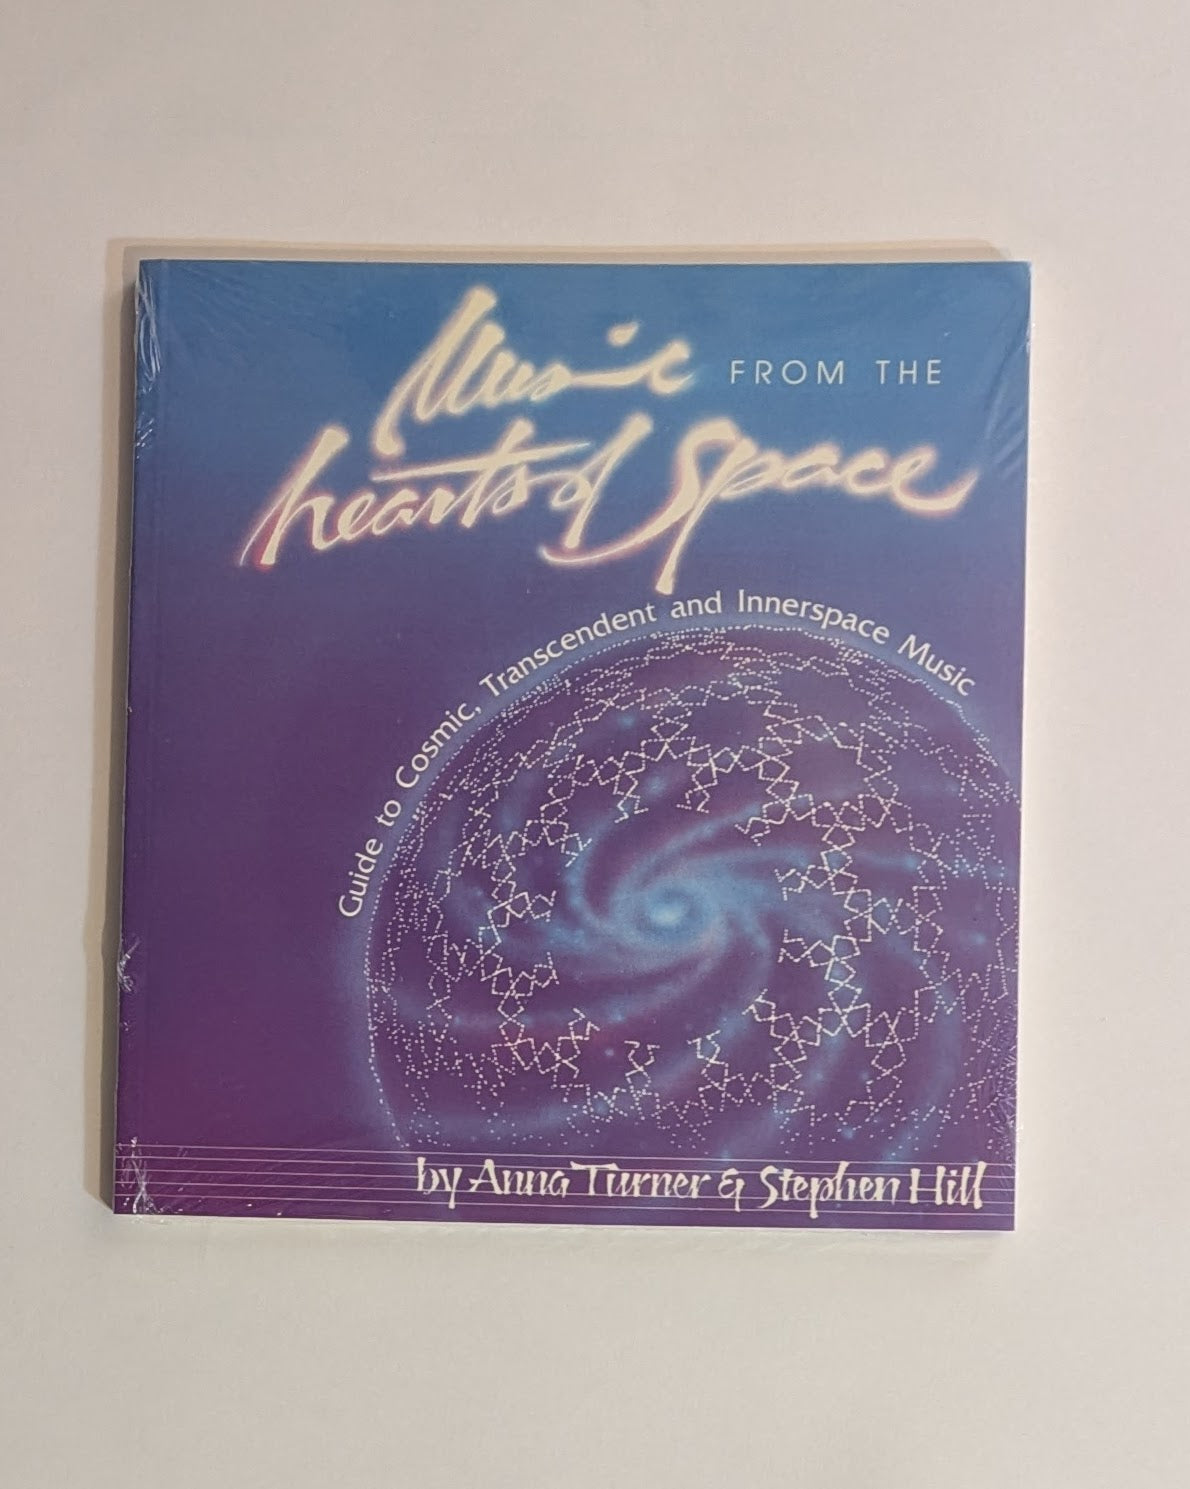 Music FROM THE
hearts of Space
Guide to Cosmic, Transcendent and Innerspace Music
by Anna Turner & Stephen Hill